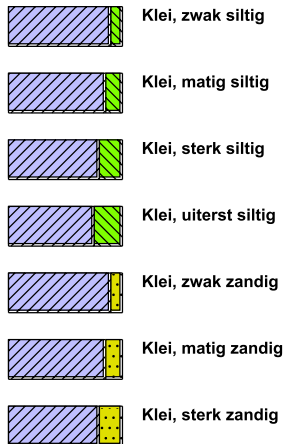 Klei, zwak siltig
Klei, matig siltig
Klei, sterk siltig
Klei, uiterst siltig
Klei, zwak zandig
Klei, matig zandig
Klei, sterk zandig